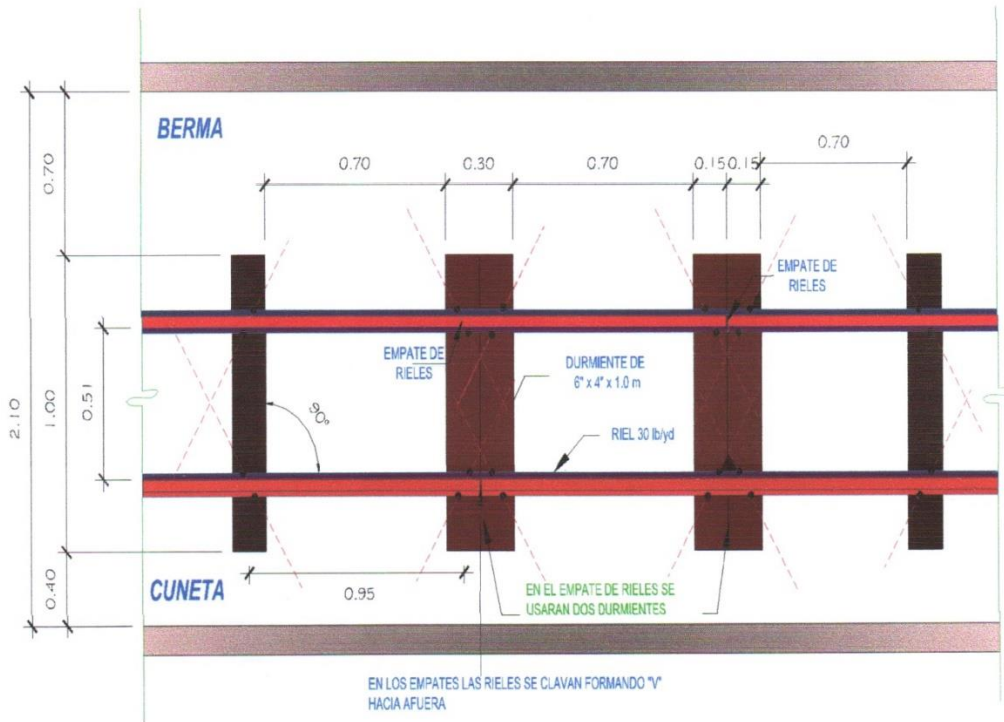 BERMA
0.70
0.30
0.70
0.15
0.15
0.70
0.70
EMPATE DE
RIELES
EMPATE DE
RIELES
DURMIENTE DE
6" x 4" x 1.0 m
2.10
1.00
0.51
90°
RIEL 30 lb/yd
0.40
CUNETA
0.95
EN EL EMPATE DE RIELES SE
USARAN DOS DURMIENTES
EN LOS EMPATES LAS RIELES SE CLAVAN FORMANDO "V"
HACIA AFUERA